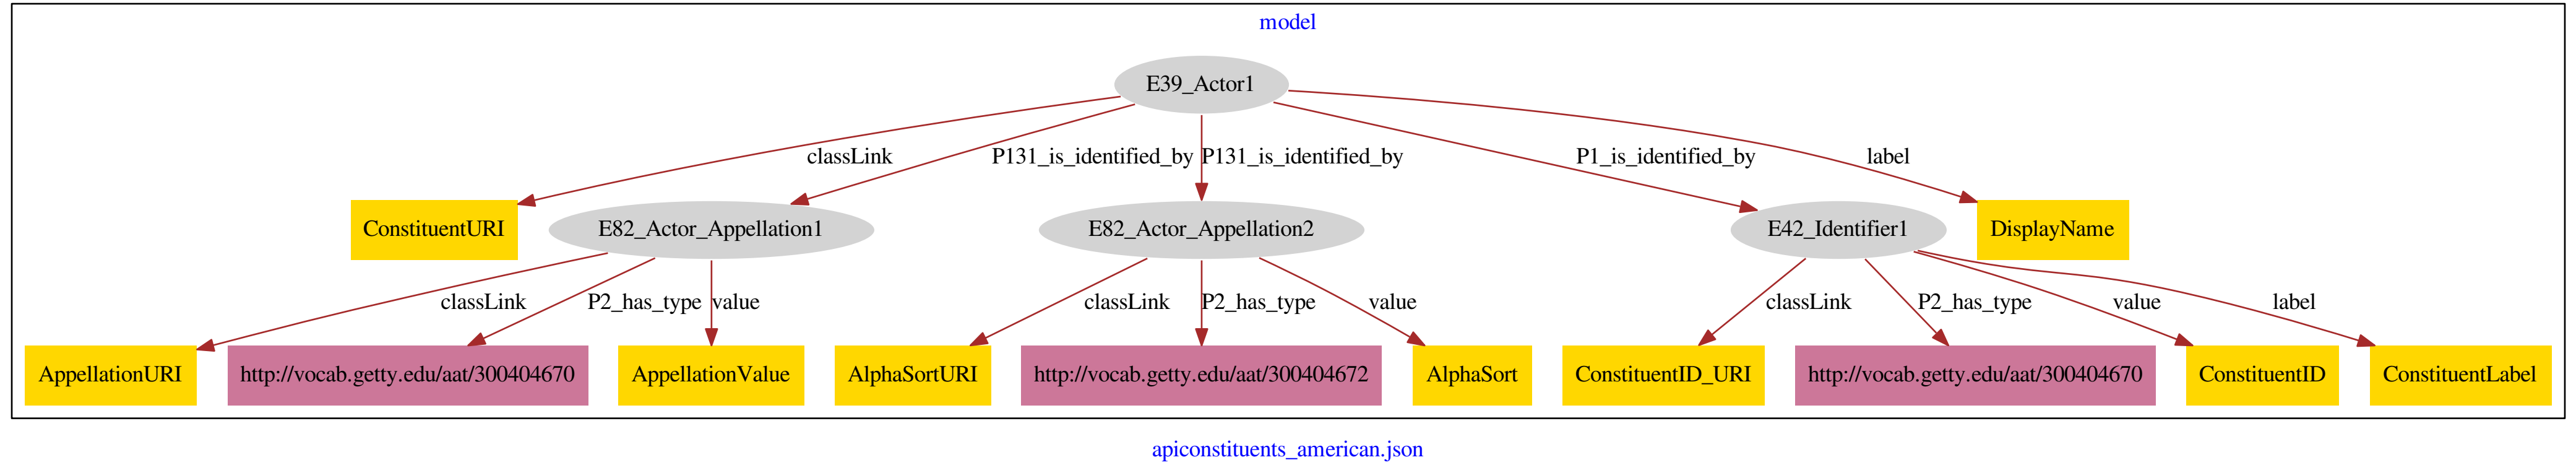 model
E39_Actor1
classLink
P131_is_identified_by
P131_is_identified_by
P1_is_identified_by
label
ConstituentURI
E82_Actor_Appellation1
E82_Actor_Appellation2
E42_Identifier1
DisplayName
classLink
P2_has_type
value
classLink
P2_has_type
value
classLink
P2_has_type
value
label
AppellationURI
http://vocab.getty.edu/aat/300404670
AppellationValue
AlphaSortURI
http://vocab.getty.edu/aat/300404672
AlphaSort
ConstituentID_URI
http://vocab.getty.edu/aat/300404670
ConstituentID
ConstituentLabel
apiconstituents_american.json